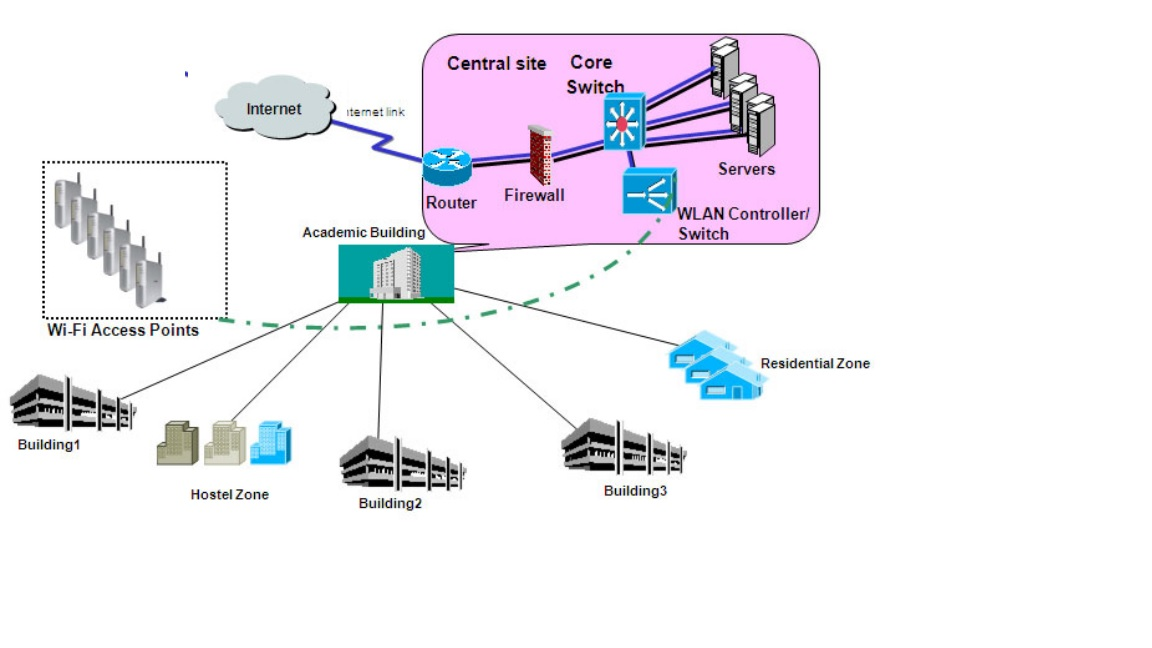 Central site
Core
Switch
Internet
ternet link
Servers
Firewall
Router
WLAN Controller/
Switch
Academic Building
Wi-Fi Access Points
Residential Zone
Building1
Hostel Zone
Building2
Building3